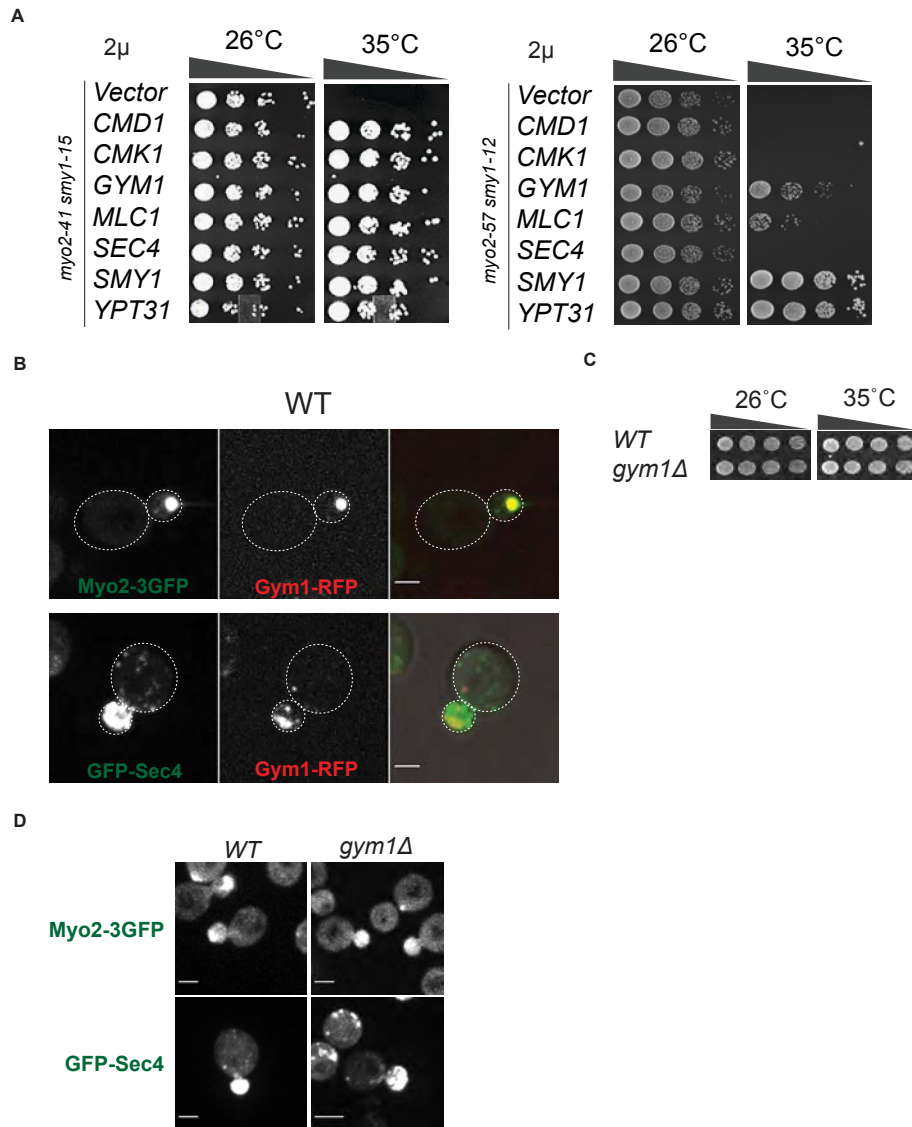 A
2µ
26°C
35°C
myo2-41 smy1-15
Vector
CMD1
CMK1
GYM1
MLC1
SEC4
SMY1
YPT31
2µ
26°C
35°C
myo2-57 smy1-12
Vector
CMD1
CMK1
GYM1
MLC1
SEC4
SMY1
YPT31
B
WT
Myo2-3GFP
Gym1-RFP
GFP-Sec4
Gym1-RFP
C
26°C
35°C
WT
gym1Δ
D
WT
gym1Δ
Myo2-3GFP
GFP-Sec4